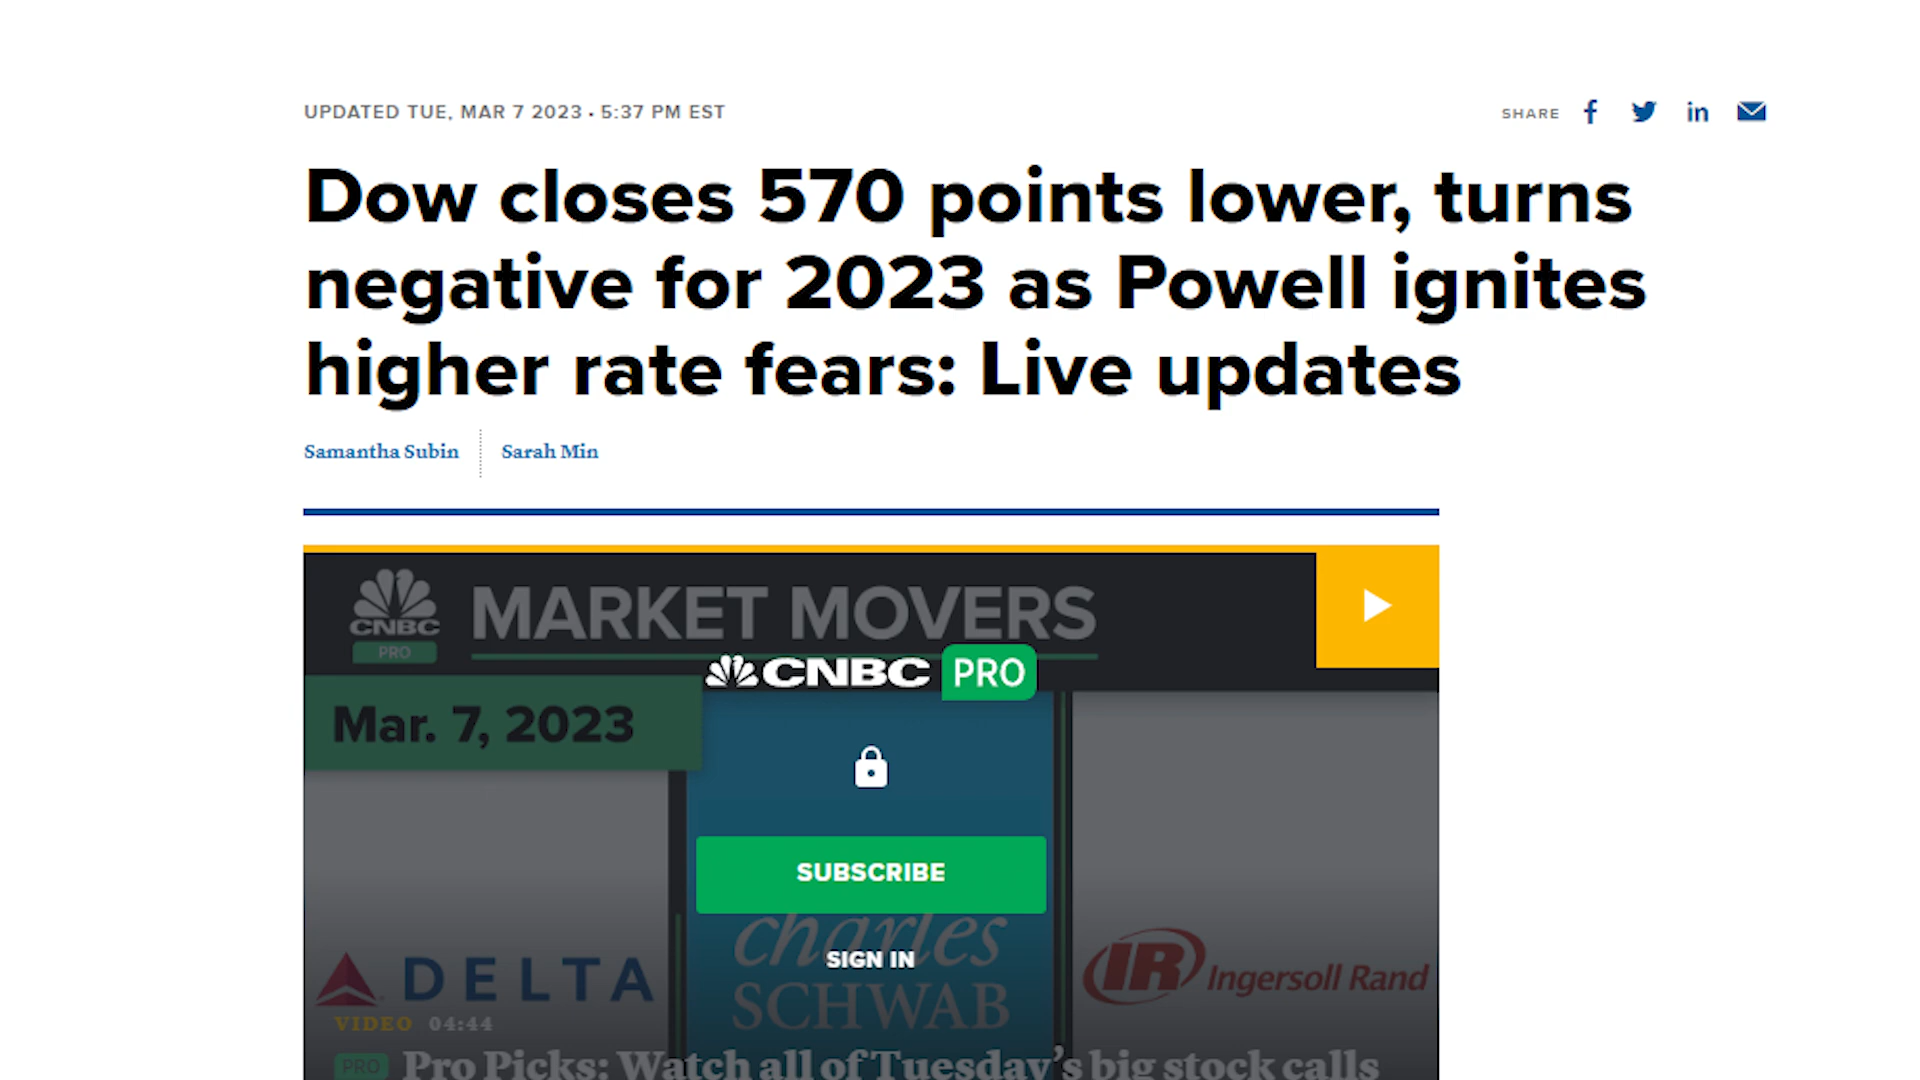 UPDATED TUE, MAR 7 2023 • 5:37 PM EST
SHARE
Dow closes 570 points lower, turns
negative for 2023 as Powell ignites
higher rate fears: Live updates
Samantha Subin
Sarah Min
CNBC
PRO
MARKET MOVERS
CNBC PRO
Mar. 7, 2023
SUBSCRIBE
SIGN IN
DELTA
charles
SCHWAB
IR Ingersoll Rand
VIDEO 04:44
PRO Pro Picks: Watch all of Tuesday's big stock calls